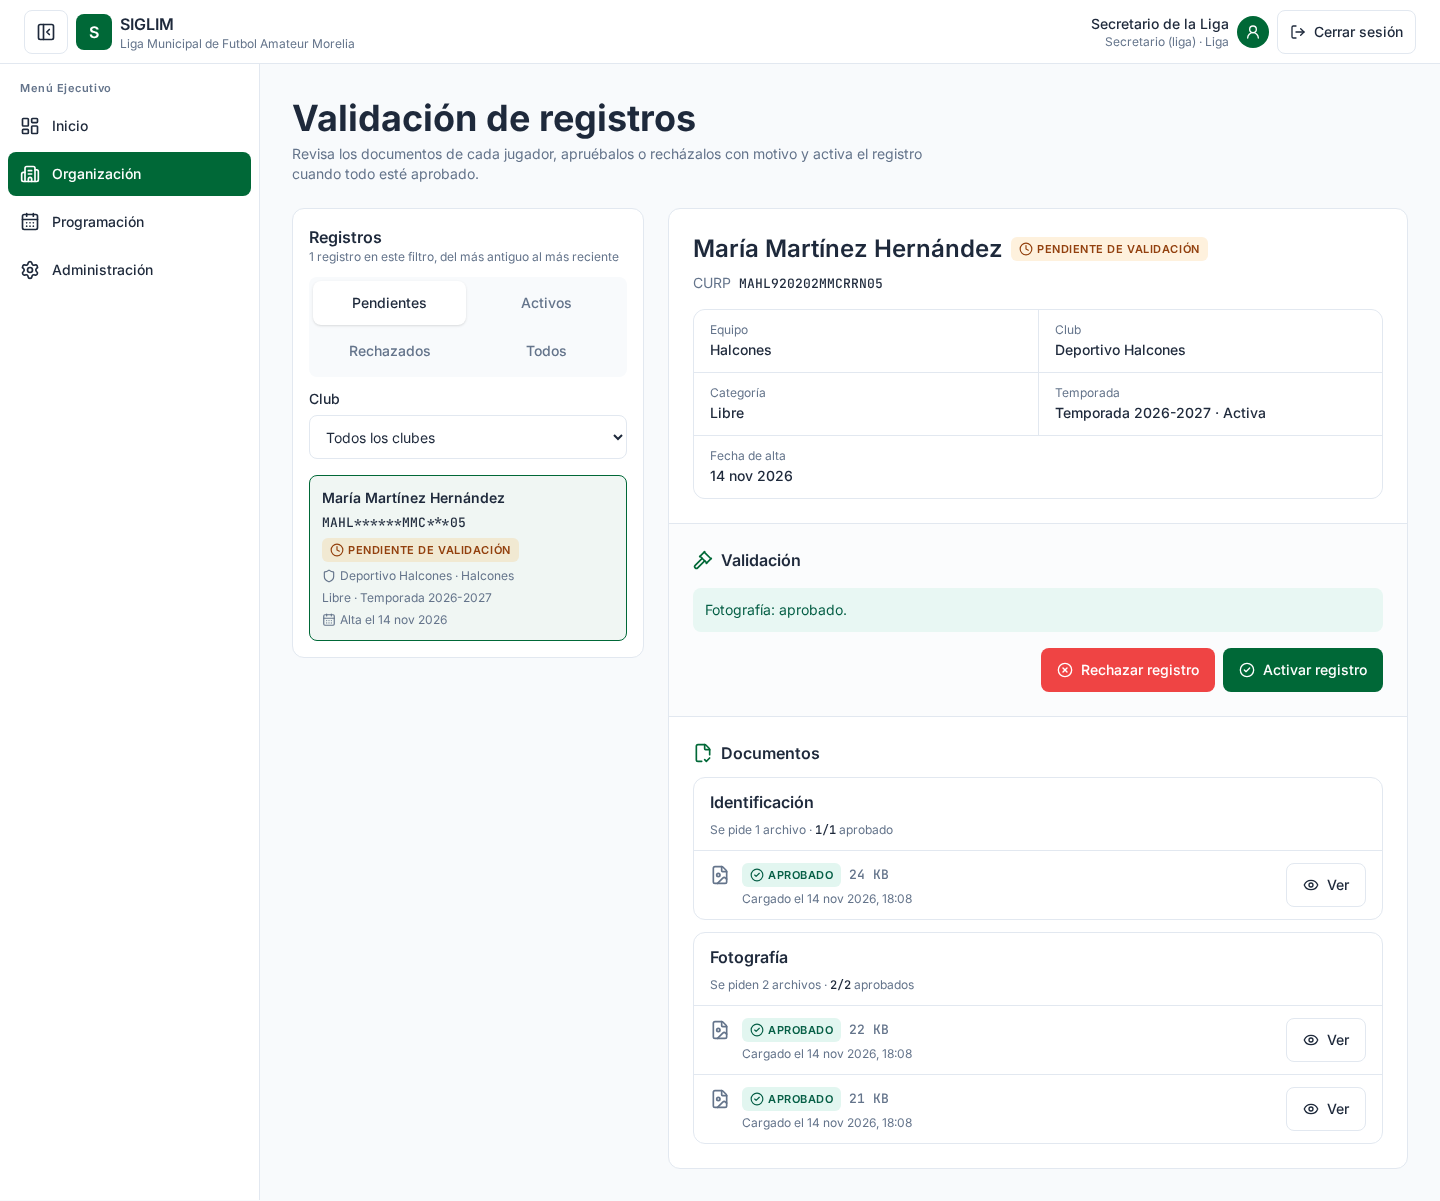 S
SIGLIM
Liga Municipal de Futbol Amateur Morelia
Secretario de la Liga
Secretario (liga) · Liga
Cerrar sesión
Menú Ejecutivo
Inicio
Organización
Programación
Administración
Validación de registros
Revisa los documentos de cada jugador, apruébalos o recházalos con motivo y activa el registro
cuando todo esté aprobado.
Registros
1 registro en este filtro, del más antiguo al más reciente
Pendientes
Activos
Rechazados
Todos
Club
Todos los clubes
María Martínez Hernández
MAHL******MMC***05
PENDIENTE DE VALIDACIÓN
Deportivo Halcones · Halcones
Libre · Temporada 2026-2027
Alta el 14 nov 2026
María Martínez Hernández
PENDIENTE DE VALIDACIÓN
CURP MAHL920202MMCRRN05
Equipo
Halcones
Club
Deportivo Halcones
Categoría
Libre
Temporada
Temporada 2026-2027 · Activa
Fecha de alta
14 nov 2026
Validación
Fotografía: aprobado.
Rechazar registro
Activar registro
Documentos
Identificación
Se pide 1 archivo · 1/1 aprobado
APROBADO 24 KB
Cargado el 14 nov 2026, 18:08
Ver
Fotografía
Se piden 2 archivos · 2/2 aprobados
APROBADO 22 KB
Cargado el 14 nov 2026, 18:08
Ver
APROBADO 21 KB
Cargado el 14 nov 2026, 18:08
Ver